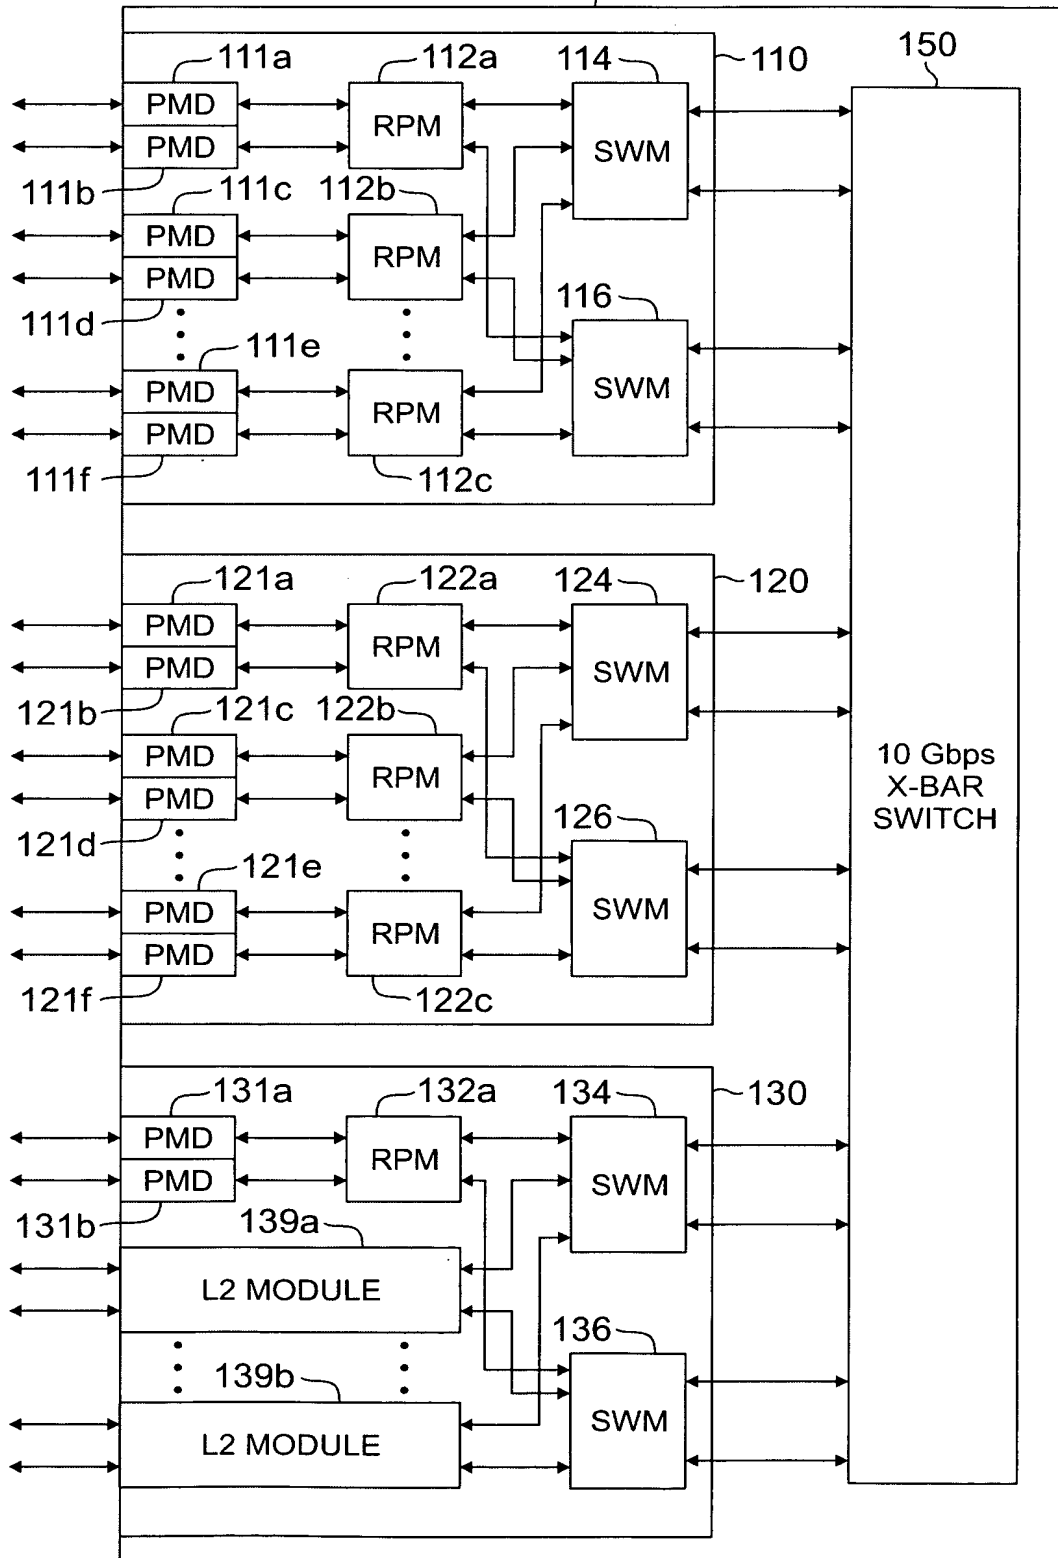 111a 112a 114 110 150
PMD
PMD
RPM
SWM
111b
111c 112b
PMD
PMD
RPM
111d
116
111e
PMD
PMD
RPM
SWM
111f 112c
121a 122a 124 120
PMD
PMD
RPM
SWM
121b
121c 122b
PMD
PMD
RPM
121d
126
121e
PMD
PMD
RPM
SWM
121f 122c
10 Gbps
X-BAR
SWITCH
131a 132a 134 130
PMD
PMD
RPM
SWM
131b
139a
L2 MODULE
136
139b
L2 MODULE
SWM